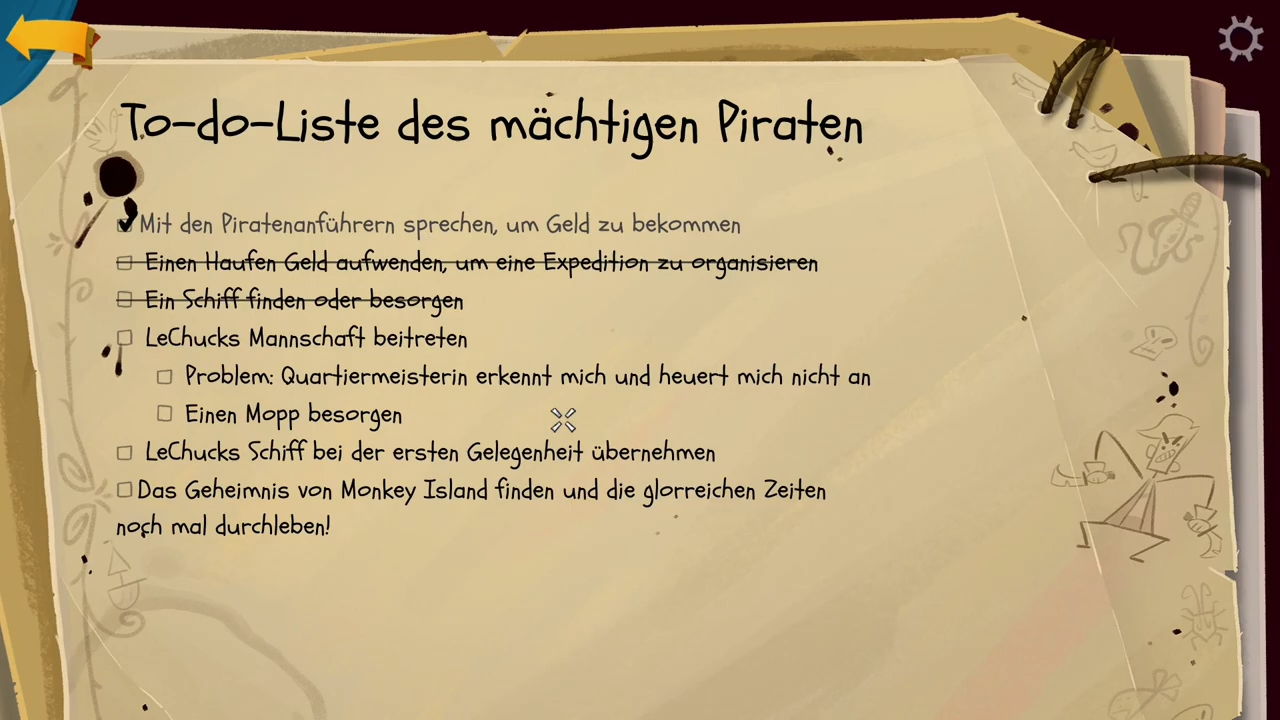 To-do-Liste des mächtigen Piraten
Mit den Piratenanführern sprechen, um Geld zu bekommen
Einen Haufen Geld aufwenden, um eine Expedition zu organisieren
Ein Schiff finden oder besorgen
LeChucks Mannschaft beitreten
Problem: Quartiermeisterin erkennt mich und heuert mich nicht an
Einen Mopp besorgen
LeChucks Schiff bei der ersten Gelegenheit übernehmen
Das Geheimnis von Monkey Island finden und die glorreichen Zeiten
noch mal durchleben!